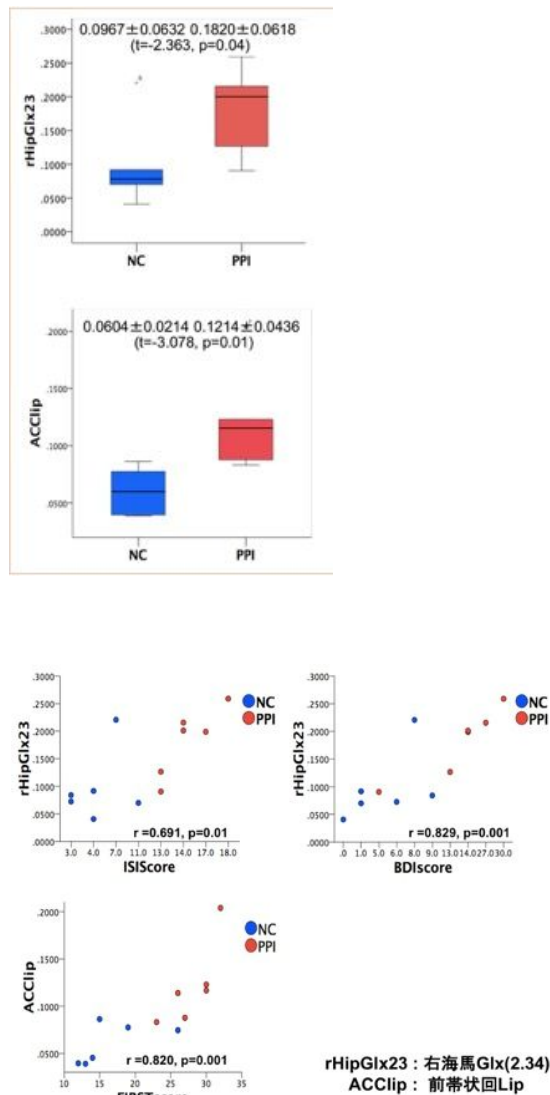 0.0967±0.0632 0.1820±0.0618
(t=-2.363, p=0.04)
rHipGlx23
.3000
.2500
.2000
.1500
.1000
.0500
.0000
NC PPI
0.0604±0.0214 0.1214±0.0436
(t=-3.078, p=0.01)
ACClip
.2000
.1500
.1000
.0500
NC PPI
rHipGlx23
.3000
.2500
.2000
.1500
.1000
.0500
.0000
NC
PPI
r =0.691, p=0.01
3.0 4.0 7.0 11.0 13.0 14.0 17.0 18.0
ISIScore
rHipGlx23
.3000
.2500
.2000
.1500
.1000
.0500
.0000
NC
PPI
r =0.829, p=0.001
.0 1.0 5.0 6.0 8.0 9.0 13.0 14.0 27.0 30.0
BDIscore
ACClip
.2000
.1500
.1000
.0500
NC
PPI
r =0.820, p=0.001
10 15 20 25 30 35
rHipGlx23：右海馬Glx(2.34)
ACClip： 前帯状回Lip